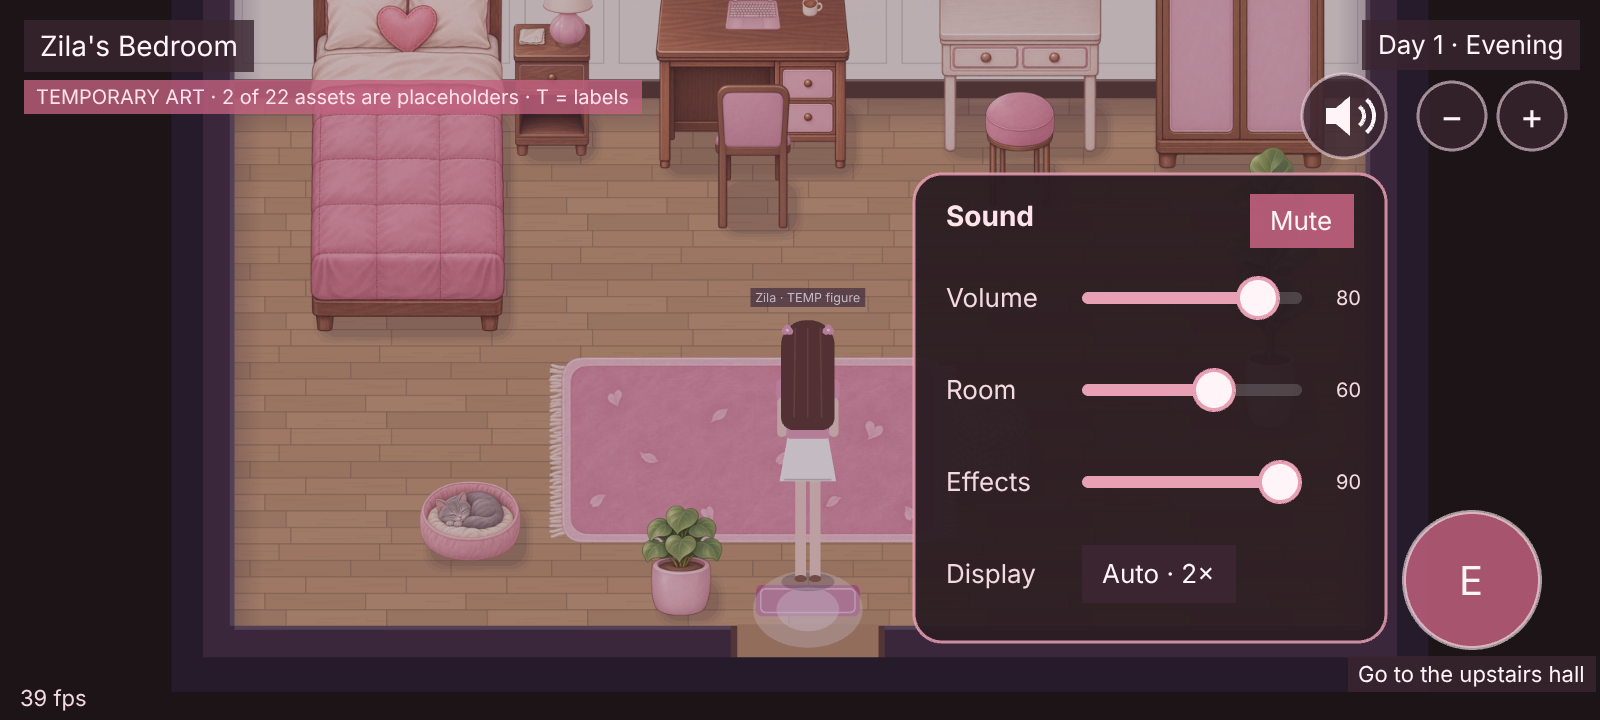 Zila's Bedroom
Day 1 · Evening
TEMPORARY ART · 2 of 22 assets are placeholders · T = labels
− +
Sound
Mute
Volume 80
Zila · TEMP figure
Room 60
Effects 90
Display Auto · 2×
E
Go to the upstairs hall
39 fps